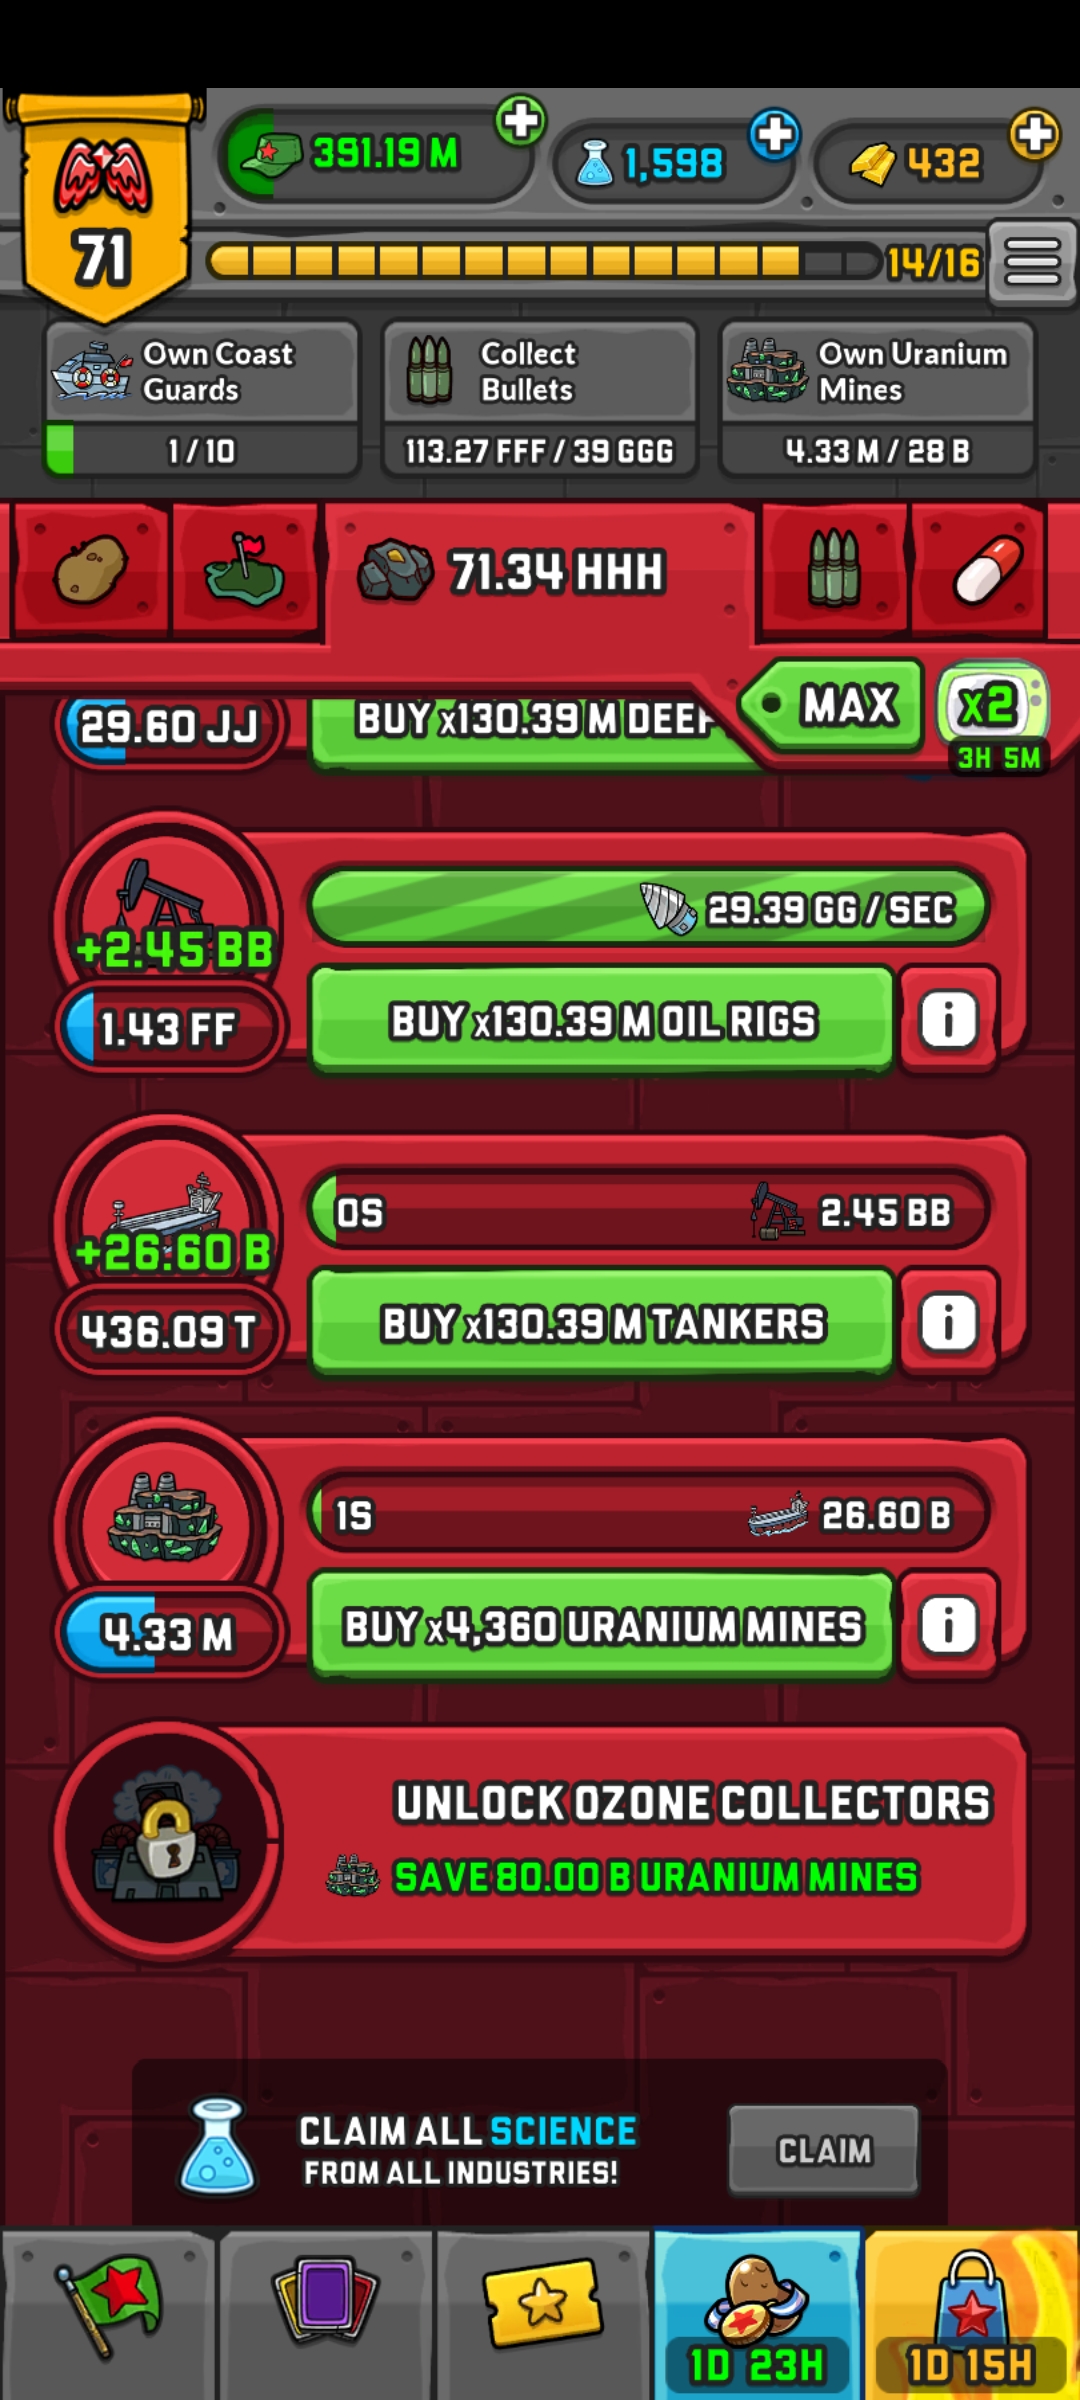 391.19 M
1,598
432
71
14/16
Own Coast
Guards
1 / 10
Collect
Bullets
113.27 FFF / 39 GGG
Own Uranium
Mines
4.33 M / 28 B
71.34 HHH
MAX
x2
3H 5M
29.60 JJ
BUY x130.39 M DEEP
+2.45 BB
1.43 FF
29.39 GG / SEC
BUY x130.39 M OIL RIGS
i
+26.60 B
436.09 T
0S
2.45 BB
BUY x130.39 M TANKERS
i
4.33 M
1S
26.60 B
BUY x4,360 URANIUM MINES
i
UNLOCK OZONE COLLECTORS
SAVE 80.00 B URANIUM MINES
CLAIM ALL SCIENCE
FROM ALL INDUSTRIES!
CLAIM
1D 23H
1D 15H